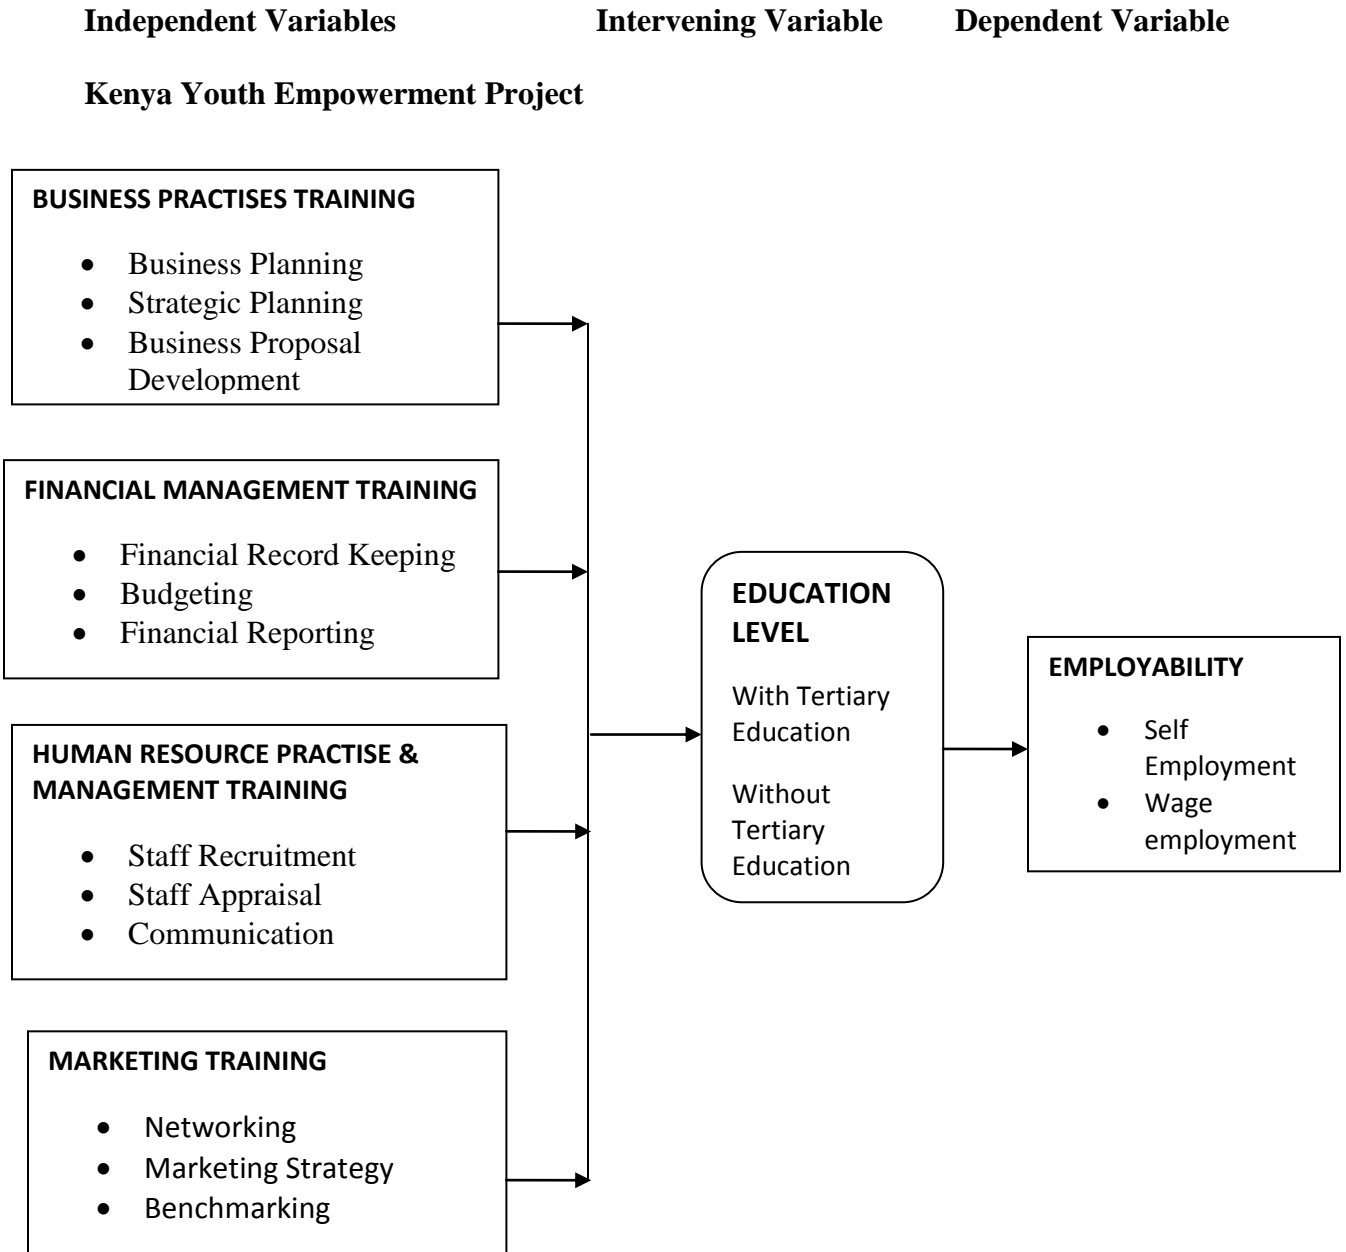 Independent Variables Intervening Variable Dependent Variable
Kenya Youth Empowerment Project
BUSINESS PRACTISES TRAINING
• Business Planning
• Strategic Planning
• Business Proposal
Development
FINANCIAL MANAGEMENT TRAINING
• Financial Record Keeping
• Budgeting
• Financial Reporting
HUMAN RESOURCE PRACTISE &
MANAGEMENT TRAINING
• Staff Recruitment
• Staff Appraisal
• Communication
MARKETING TRAINING
• Networking
• Marketing Strategy
• Benchmarking
EDUCATION
LEVEL
With Tertiary
Education
Without
Tertiary
Education
EMPLOYABILITY
• Self
Employment
• Wage
employment